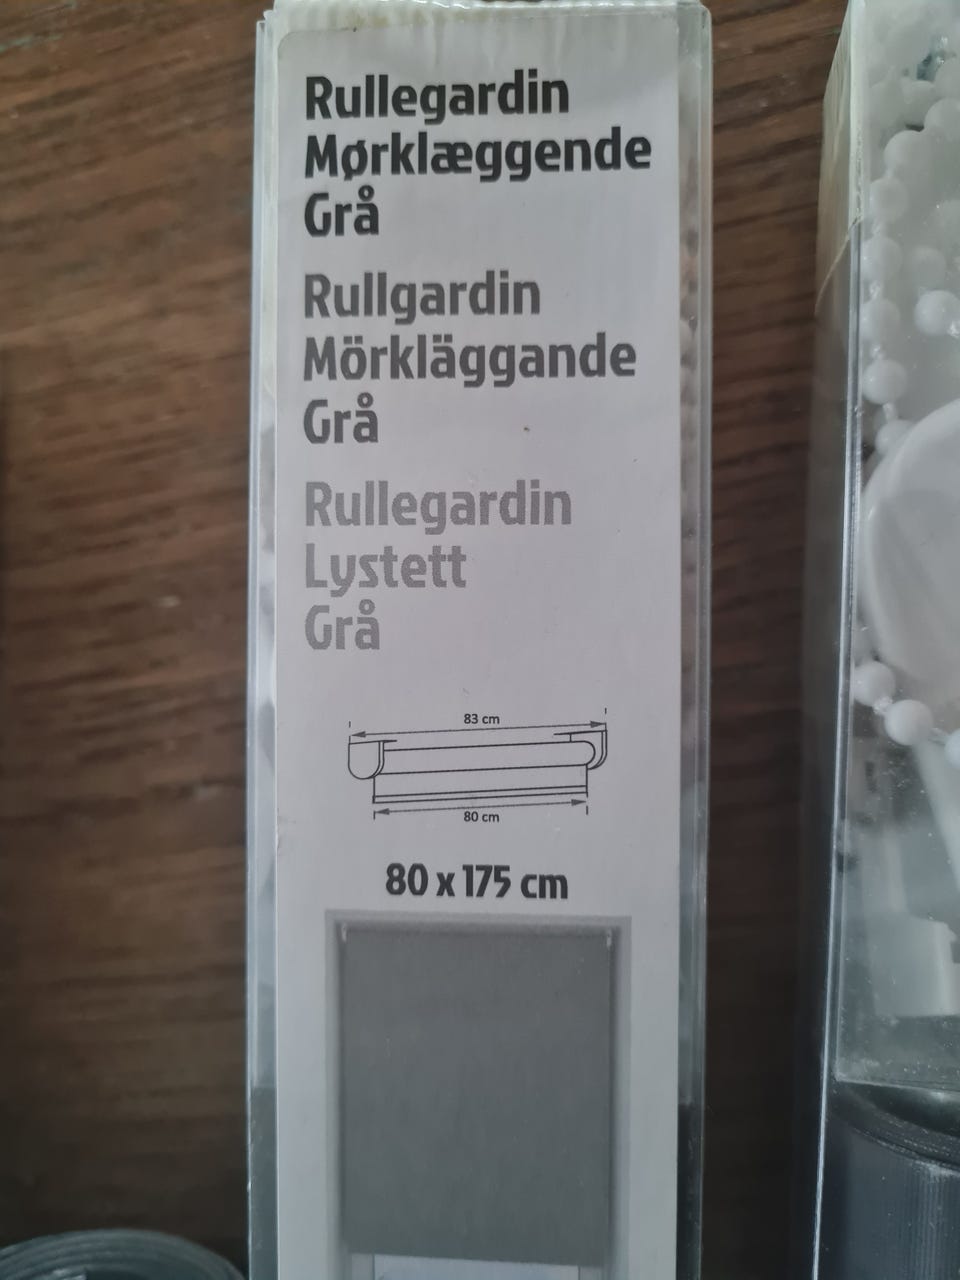 Rullegardin
Mørklæggende
Grå
Rullgardin
Mörkläggande
Grå
Rullegardin
Lystett
Grå
83 cm
80 cm
80 x 175 cm